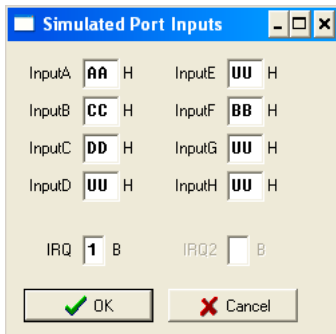 Simulated Port Inputs
InputA AA H InputE UU H
InputB CC H InputF BB H
InputC DD H InputG UU H
InputD UU H InputH UU H
IRQ 1 B IRQ2 B
OK Cancel